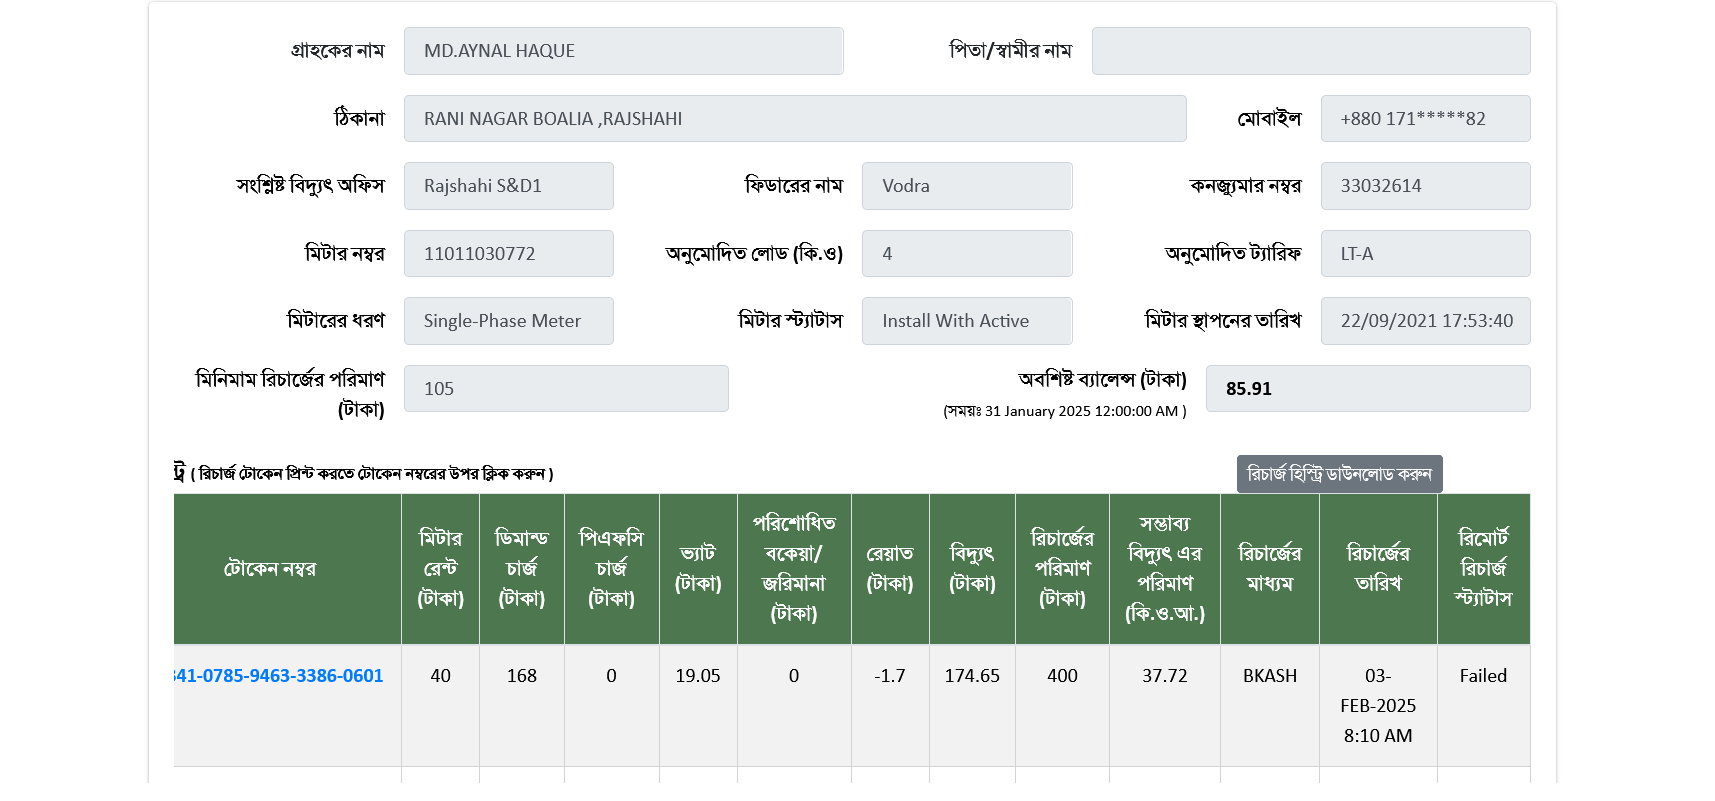 গ্রাহকের নাম MD.AYNAL HAQUE পিতা/স্বামীর নাম
ঠিকানা RANI NAGAR BOALIA ,RAJSHAHI মোবাইল +880 171*****82
সংশ্লিষ্ট বিদ্যুৎ অফিস Rajshahi S&D1 ফিডারের নাম Vodra কনজ্যুমার নম্বর 33032614
মিটার নম্বর 11011030772 অনুমোদিত লোড (কি.ও) 4 অনুমোদিত ট্যারিফ LT-A
মিটারের ধরণ Single-Phase Meter মিটার স্ট্যাটাস Install With Active মিটার স্থাপনের তারিখ 22/09/2021 17:53:40
মিনিমাম রিচার্জের পরিমাণ (টাকা) 105 অবশিষ্ট ব্যালেন্স (টাকা) 85.91
(সময়ঃ 31 January 2025 12:00:00 AM )
( রিচার্জ টোকেন প্রিন্ট করতে টোকেন নম্বরের উপর ক্লিক করুন ) রিচার্জ হিস্ট্রি ডাউনলোড করুন
টোকেন নম্বর
মিটার রেন্ট (টাকা)
ডিমান্ড চার্জ (টাকা)
পিএফসি চার্জ (টাকা)
ভ্যাট (টাকা)
পরিশোধিত বকেয়া/ জরিমানা (টাকা)
রেয়াত (টাকা)
বিদ্যুৎ (টাকা)
রিচার্জের পরিমাণ (টাকা)
সম্ভাব্য বিদ্যুৎ এর পরিমাণ (কি.ও.আ.)
রিচার্জের মাধ্যম
রিচার্জের তারিখ
রিমোর্ট রিচার্জ স্ট্যাটাস
41-0785-9463-3386-0601 40 168 0 19.05 0 -1.7 174.65 400 37.72 BKASH 03-FEB-2025 8:10 AM Failed